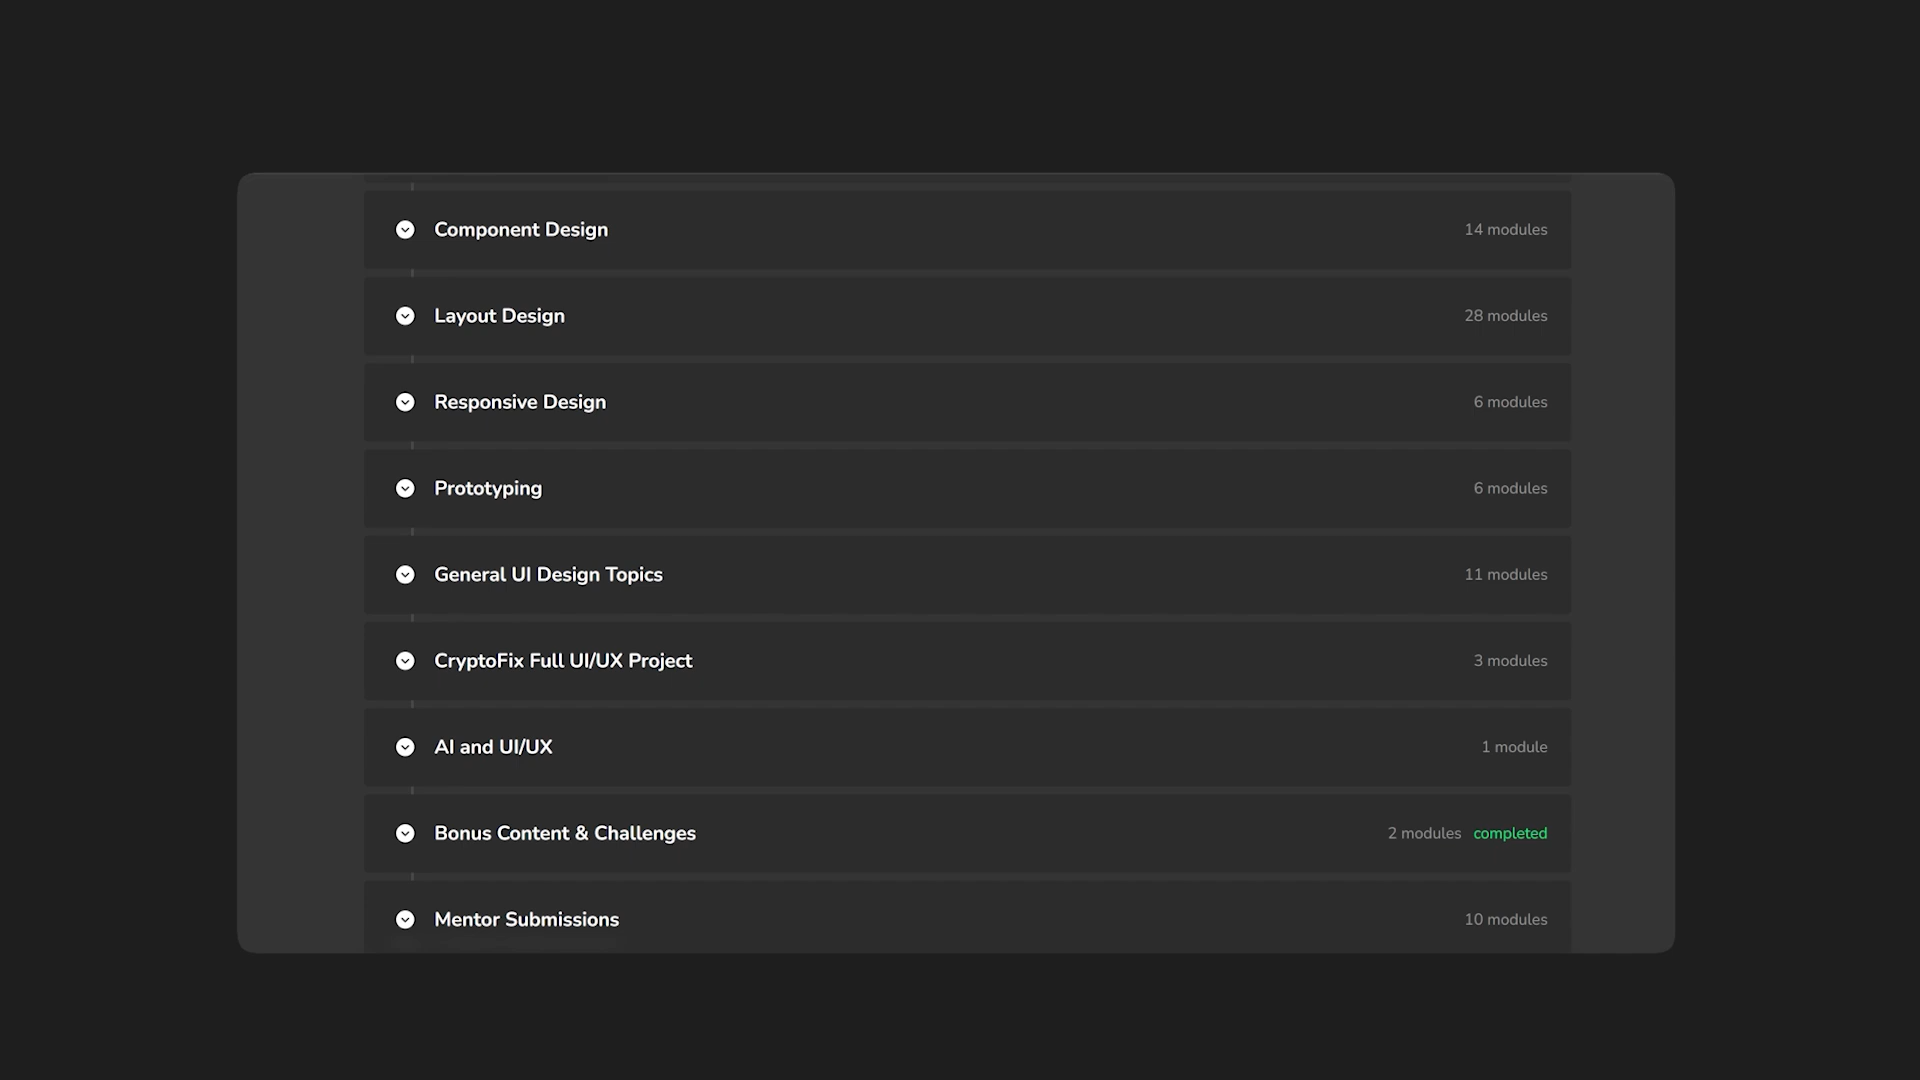 Component Design 14 modules
Layout Design 28 modules
Responsive Design 6 modules
Prototyping 6 modules
General UI Design Topics 11 modules
CryptoFix Full UI/UX Project 3 modules
AI and UI/UX 1 module
Bonus Content & Challenges 2 modules completed
Mentor Submissions 10 modules